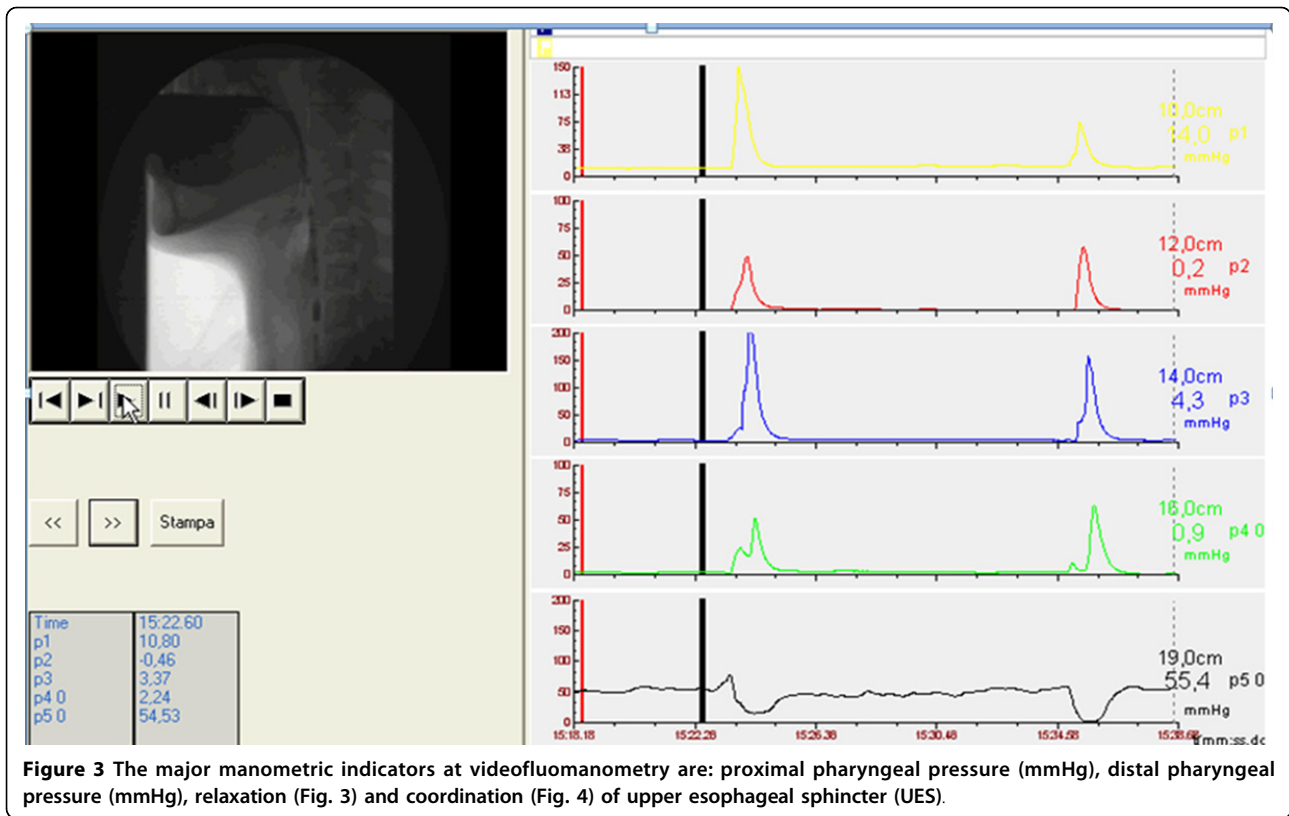 150
113
75
38
0
10,0cm
14,0 p1
mmHg
100
75
50
25
0
12,0cm
0,2 p2
mmHg
200
150
100
50
0
14,0cm
4,3 p3
mmHg
100
75
50
25
0
16,0cm
0,9 p4 0
mmHg
200
150
100
50
0
19,0cm
55,4 p5 0
mmHg
15:18.18 15:22.28 15:26.38 15:30.48 15:34.58
<< >> Stampa
Time 15:22.60
p1 10,80
p2 -0,46
p3 3,37
p4 0 2,24
p5 0 54,53
Figure 3 The major manometric indicators at videofluomanometry are: proximal pharyngeal pressure (mmHg), distal pharyngeal
pressure (mmHg), relaxation (Fig. 3) and coordination (Fig. 4) of upper esophageal sphincter (UES).